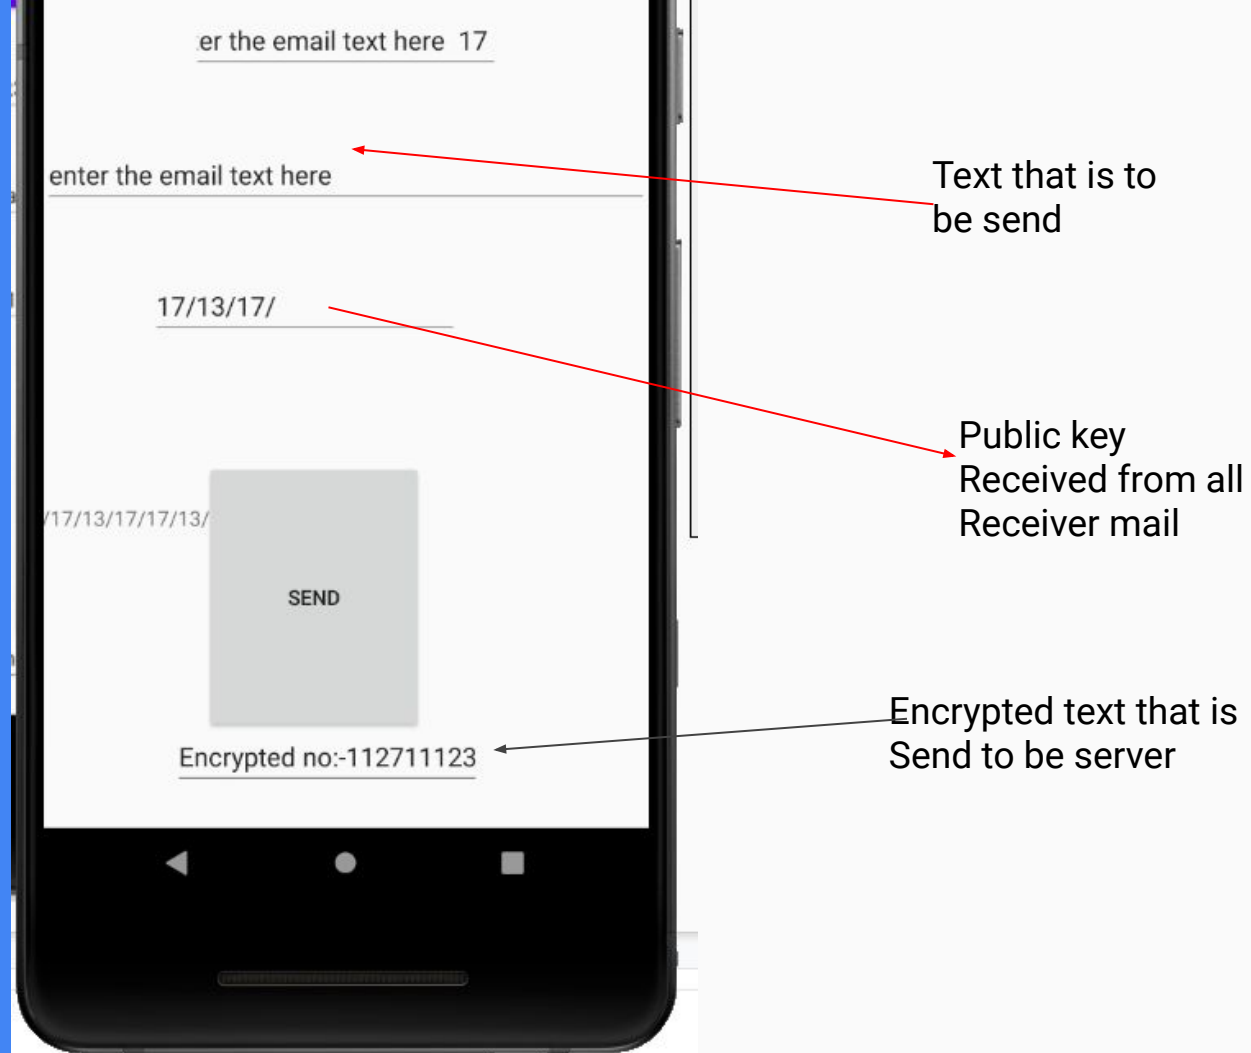 er the email text here 17
enter the email text here
Text that is to
be send
17/13/17/
Public key
Received from all
Receiver mail
/17/13/17/17/13/
SEND
Encrypted text that is
Send to be server
Encrypted no:-112711123